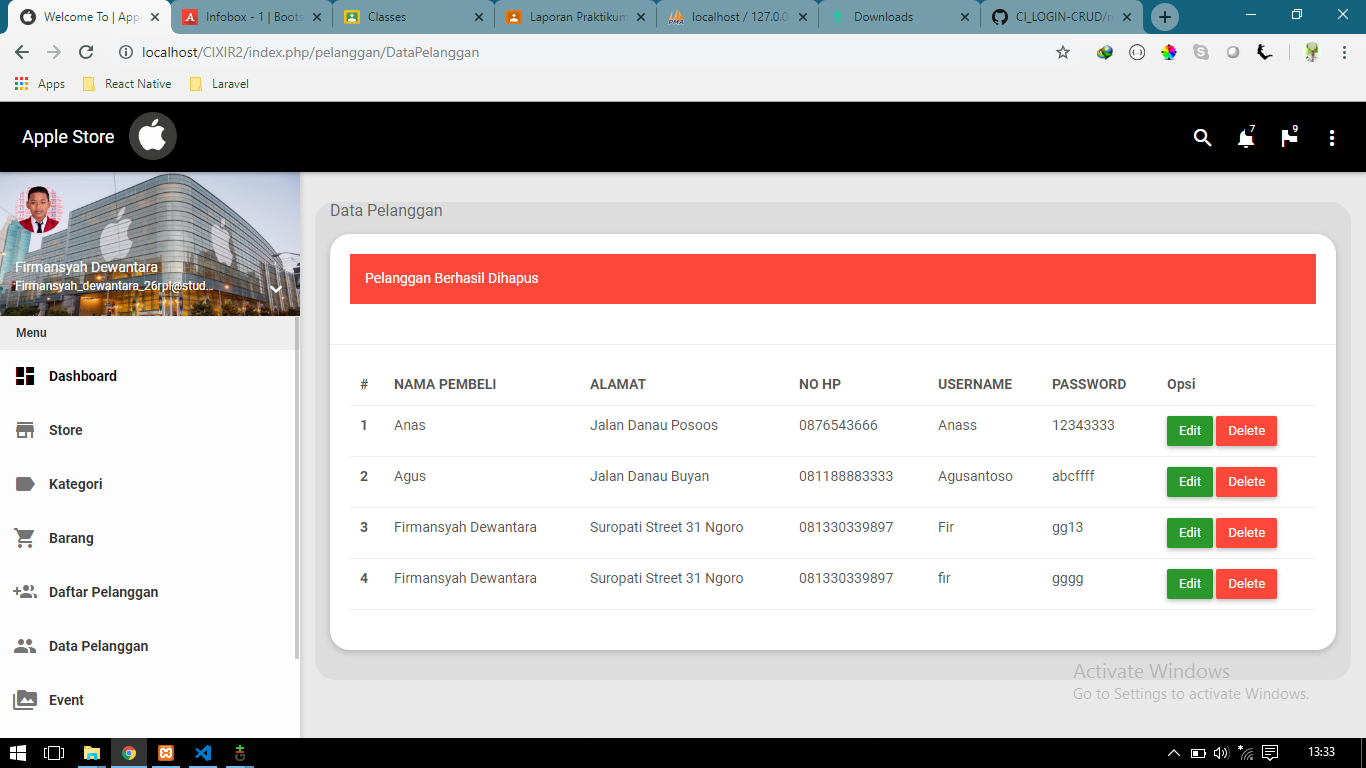 Welcome To | Appl
Infobox - 1 | Boots
Classes
Laporan Praktikum
localhost / 127.0.0
Downloads
CI_LOGIN-CRUD/
localhost/CIXIR2/index.php/pelanggan/DataPelanggan
Apps
React Native
Laravel
Apple Store
7
9
Firmansyah Dewantara
Firmansyah_dewantara_26rpl@stud...
Menu
Dashboard
Store
Kategori
Barang
Daftar Pelanggan
Data Pelanggan
Event
Data Pelanggan
Pelanggan Berhasil Dihapus
# NAMA PEMBELI ALAMAT NO HP USERNAME PASSWORD Opsi
1 Anas Jalan Danau Posoos 0876543666 Anass 12343333 Edit Delete
2 Agus Jalan Danau Buyan 081188883333 Agusantoso abcffff Edit Delete
3 Firmansyah Dewantara Suropati Street 31 Ngoro 081330339897 Fir gg13 Edit Delete
4 Firmansyah Dewantara Suropati Street 31 Ngoro 081330339897 fir gggg Edit Delete
Activate Windows
Go to Settings to activate Windows.
13:33